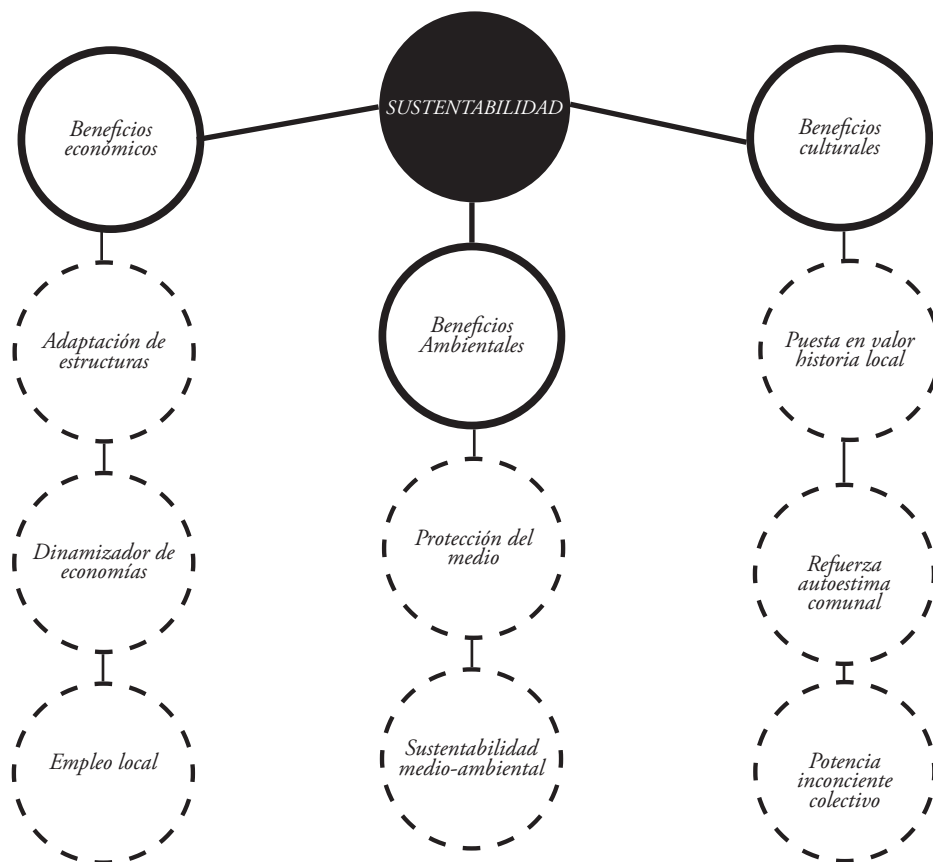 SUSTENTABILIDAD
Beneficios
económicos
Adaptación de
estructuras
Dinamizador de
economías
Empleo local
Beneficios
Ambientales
Protección del
medio
Sustentabilidad
medio-ambiental
Beneficios
culturales
Puesta en valor
historia local
Refuerza
autoestima
comunal
Potencia
inconciente
colectivo